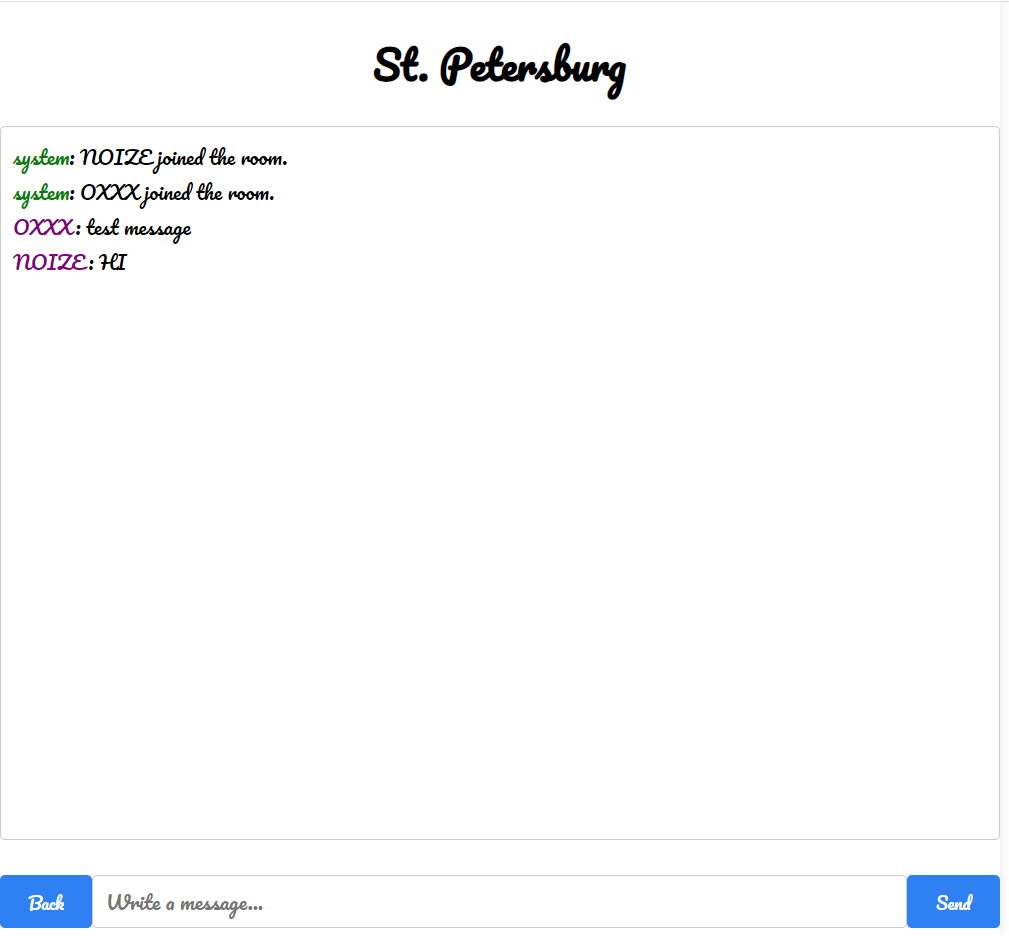 St. Petersburg
system: NOIZE joined the room.
system: OXXX joined the room.
OXXX: test message
NOIZE: HI
Back
Write a message...
Send